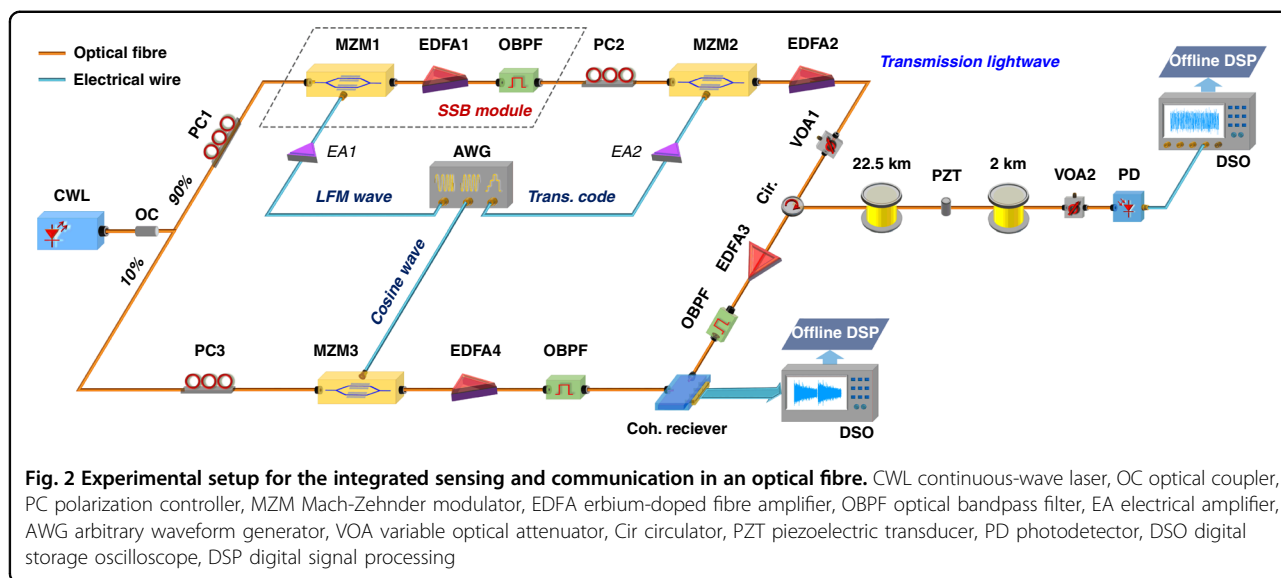 Optical fibre
Electrical wire
MZM1
EDFA1
OBPF
PC2
MZM2
EDFA2
Transmission lightwave
Offline DSP
SSB module
PC1
VOA1
DSO
EA1
AWG
EA2
22.5 km
PZT
2 km
VOA2
PD
CWL
OC
90%
LFM wave
Trans. code
Cir.
10%
Cosine wave
EDFA3
OBPF
Offline DSP
PC3
MZM3
EDFA4
OBPF
Coh. reciever
DSO
Fig. 2 Experimental setup for the integrated sensing and communication in an optical fibre. CWL continuous-wave laser, OC optical coupler,
PC polarization controller, MZM Mach-Zehnder modulator, EDFA erbium-doped fibre amplifier, OBPF optical bandpass filter, EA electrical amplifier,
AWG arbitrary waveform generator, VOA variable optical attenuator, Cir circulator, PZT piezoelectric transducer, PD photodetector, DSO digital
storage oscilloscope, DSP digital signal processing